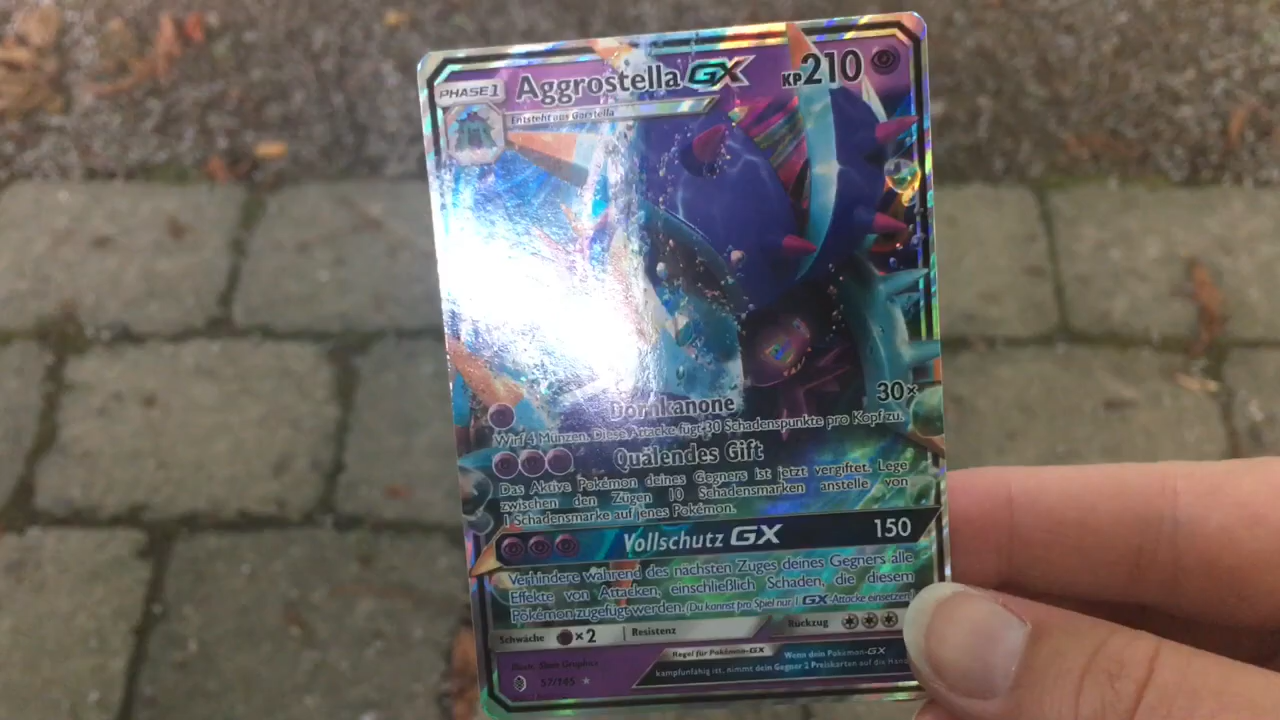 PHASE 1 Aggrostella GX KP 210
Entsteht aus Garstella
Dornkanone 30×
Wirf 4 Münzen. Diese Attacke fügt 30 Schadenspunkte pro Kopf zu.
Quälendes Gift
Das Aktive Pokémon deines Gegners ist jetzt vergiftet. Lege
zwischen den Zügen 10 Schadensmarken anstelle von
1 Schadensmarke auf jenes Pokémon.
Vollschutz GX 150
Verhindere während des nächsten Zuges deines Gegners alle
Effekte von Attacken, einschließlich Schaden, die diesem
Pokémon zugefügt werden. (Du kannst pro Spiel nur 1 GX-Attacke einsetzen.)
Schwäche ×2 Resistenz Rückzug
Regel für Pokémon-GX Wenn dein Pokémon-GX
kampfunfähig ist, nimmt dein Gegner 2 Preiskarten auf die Hand
Illus.
57/145